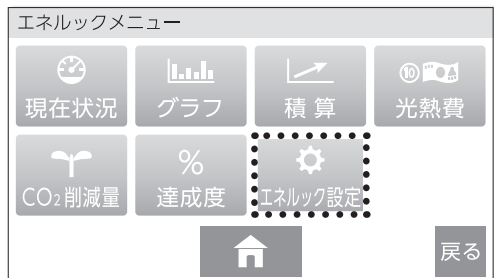 エネルックメニュー
現在状況 グラフ 積算 光熱費
CO2削減量 % 達成度 エネルック設定
戻る